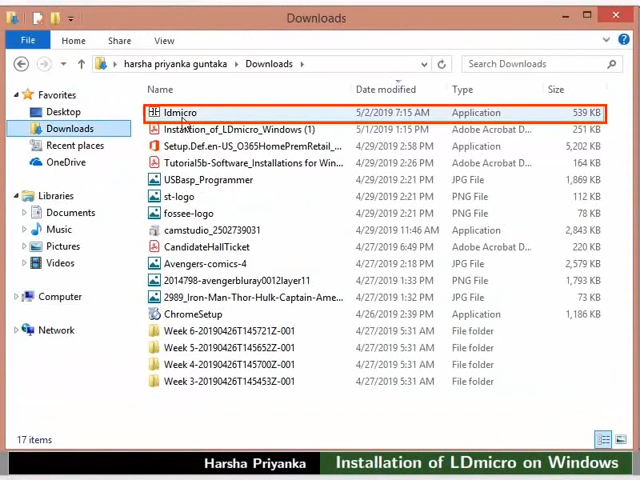 Downloads
File Home Share View
harsha priyanka guntaka Downloads Search Downloads
Name Date modified Type Size
Favorites
Desktop
Downloads
Recent places
OneDrive
Libraries
Documents
Music
Pictures
Videos
Computer
Network
ldmicro 5/2/2019 7:15 AM Application 539 KB
Instantion_of_LDmicro_Windows (1) 5/1/2019 1:15 PM Adobe Acrobat D... 251 KB
Setup.Def.en-US_O365HomePremRetail_... 4/29/2019 2:58 PM Application 5,202 KB
Tutorial5b-Software_Installations for Win... 4/29/2019 2:26 PM Adobe Acrobat D... 164 KB
USBasp_Programmer 4/29/2019 2:21 PM JPG File 1,869 KB
st-logo 4/29/2019 2:21 PM PNG File 112 KB
fossee-logo 4/29/2019 2:21 PM PNG File 78 KB
camstudio_2502739031 4/29/2019 11:46 AM Application 2,843 KB
CandidateHallTicket 4/27/2019 6:49 PM Adobe Acrobat D... 220 KB
Avengers-comics-4 4/27/2019 2:18 PM JPG File 2,579 KB
2014798-avengerbluray0012layer11 4/27/2019 1:33 PM PNG File 1,793 KB
2989_Iron-Man-Thor-Hulk-Captain-Ame... 4/27/2019 1:32 PM JPG File 637 KB
ChromeSetup 4/26/2019 2:39 PM Application 1,186 KB
Week 6-20190426T145721Z-001 4/27/2019 5:31 AM File folder
Week 5-20190426T145652Z-001 4/27/2019 5:31 AM File folder
Week 4-20190426T145700Z-001 4/27/2019 5:31 AM File folder
Week 3-20190426T145453Z-001 4/27/2019 5:31 AM File folder
17 items
Harsha Priyanka Installation of LDmicro on Windows